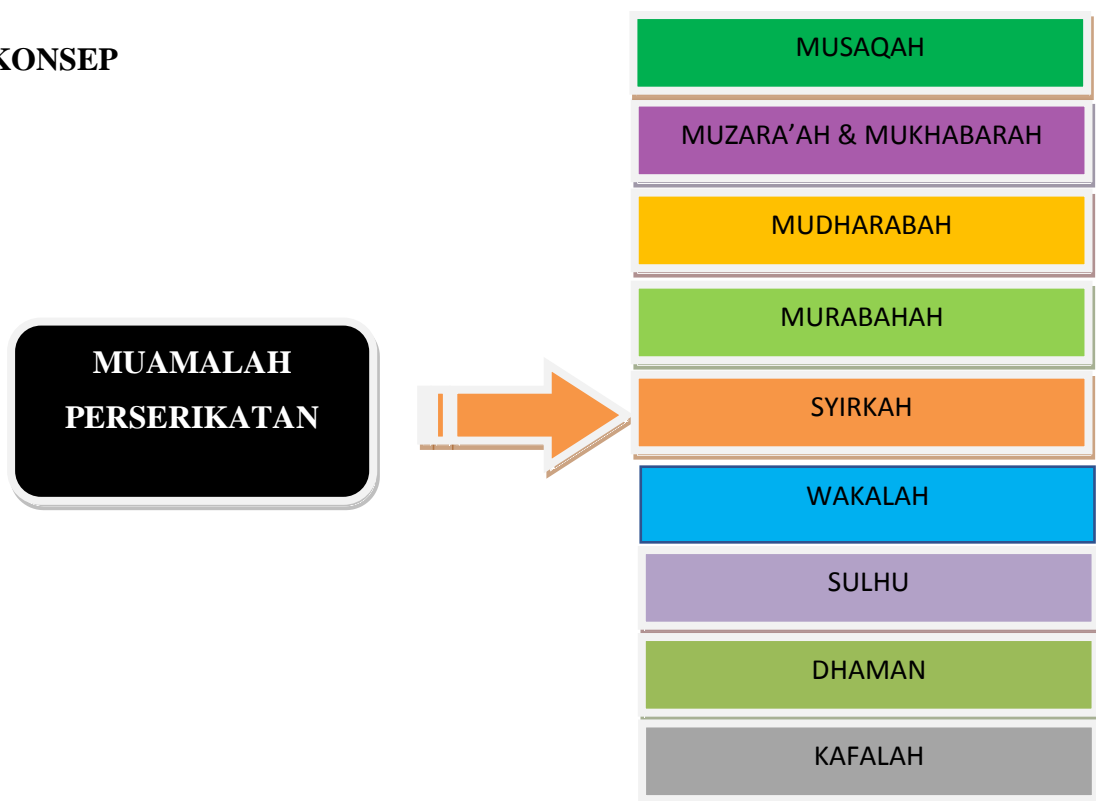 KONSEP
MUAMALAH
PERSERIKATAN
MUSAQAH
MUZARA’AH & MUKHABARAH
MUDHARABAH
MURABAHAH
SYIRKAH
WAKALAH
SULHU
DHAMAN
KAFALAH